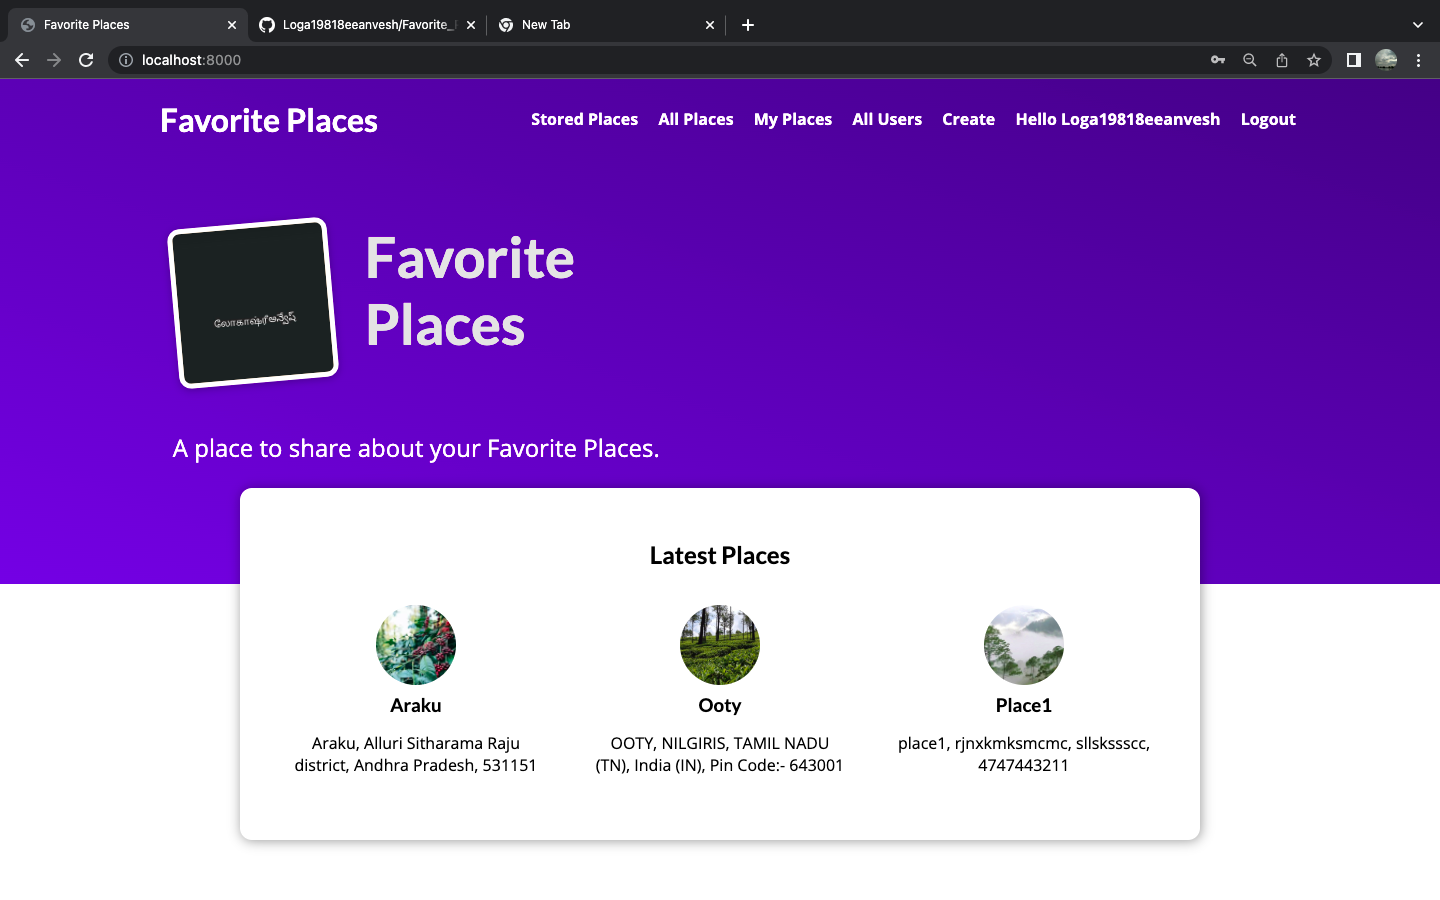 Favorite Places
Loga19818eeanvesh/Favorite_
New Tab
localhost:8000
Favorite Places
Stored Places All Places My Places All Users Create Hello Loga19818eeanvesh Logout
Favorite
Places
A place to share about your Favorite Places.
Latest Places
Araku
Araku, Alluri Sitharama Raju
district, Andhra Pradesh, 531151
Ooty
OOTY, NILGIRIS, TAMIL NADU
(TN), India (IN), Pin Code:- 643001
Place1
place1, rjnxkmksmcmc, sllskssscc,
4747443211